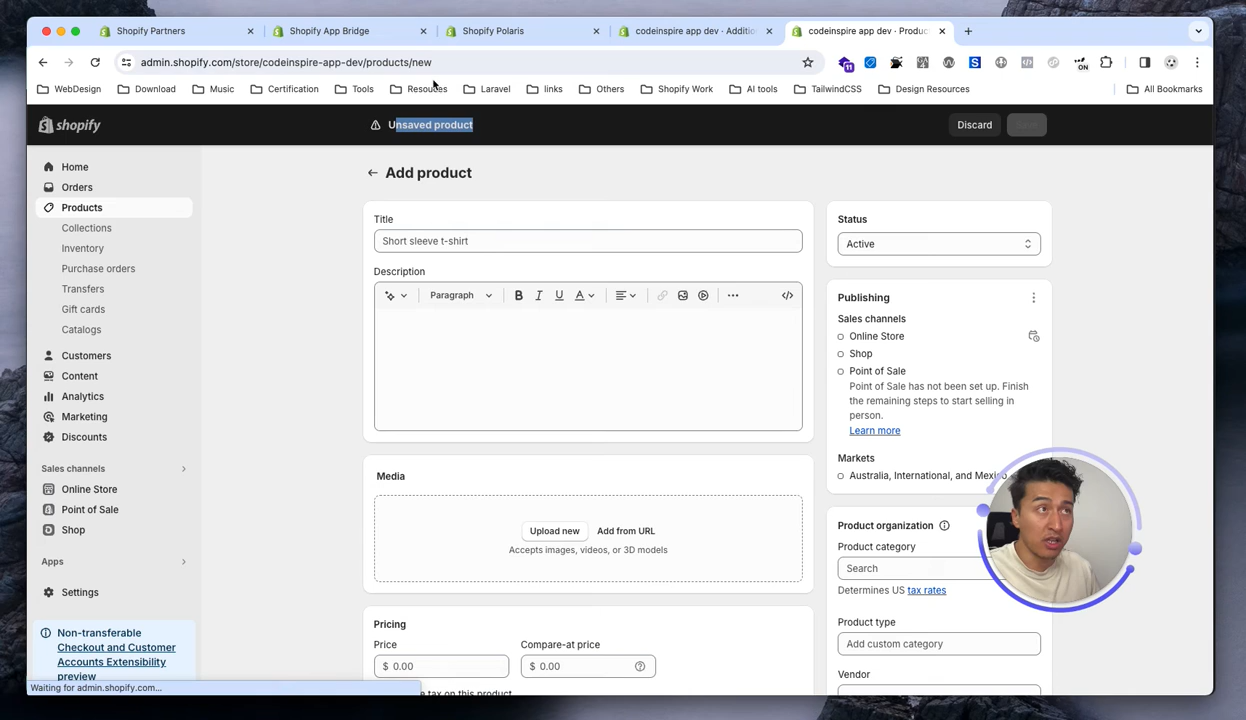 Shopify Partners
Shopify App Bridge
Shopify Polaris
codeinspire app dev · Additio
codeinspire app dev · Produc
admin.shopify.com/store/codeinspire-app-dev/products/new
11
ON
WebDesign
Download
Music
Certification
Tools
Resouces
Laravel
links
Others
Shopify Work
AI tools
TailwindCSS
Design Resources
All Bookmarks
shopify
Unsaved product
Discard
Home
Orders
Products
Collections
Inventory
Purchase orders
Transfers
Gift cards
Catalogs
Customers
Content
Analytics
Marketing
Discounts
Sales channels
Online Store
Point of Sale
Shop
Apps
Settings
Non-transferable
Checkout and Customer
Accounts Extensibility
preview
Waiting for admin.shopify.com...
Add product
Title
Short sleeve t-shirt
Description
Paragraph
B I U A
Media
Upload new
Add from URL
Accepts images, videos, or 3D models
Pricing
Price
Compare-at price
$ 0.00
$ 0.00
tax on this product
Status
Active
Publishing
Sales channels
Online Store
Shop
Point of Sale
Point of Sale has not been set up. Finish
the remaining steps to start selling in
person.
Learn more
Markets
Australia, International, and Mexico
Product organization
Product category
Search
Determines US tax rates
Product type
Add custom category
Vendor